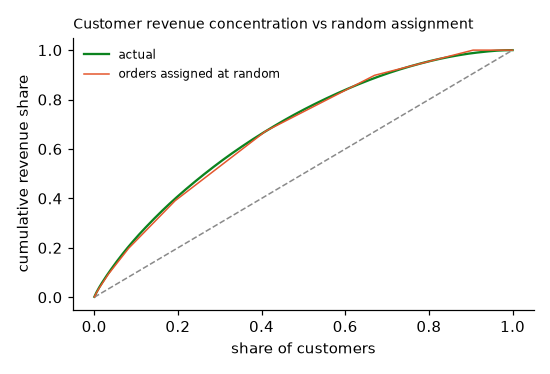 Customer revenue concentration vs random assignment
actual
orders assigned at random
1.0
0.8
0.6
0.4
0.2
0.0
cumulative revenue share
0.0 0.2 0.4 0.6 0.8 1.0
share of customers